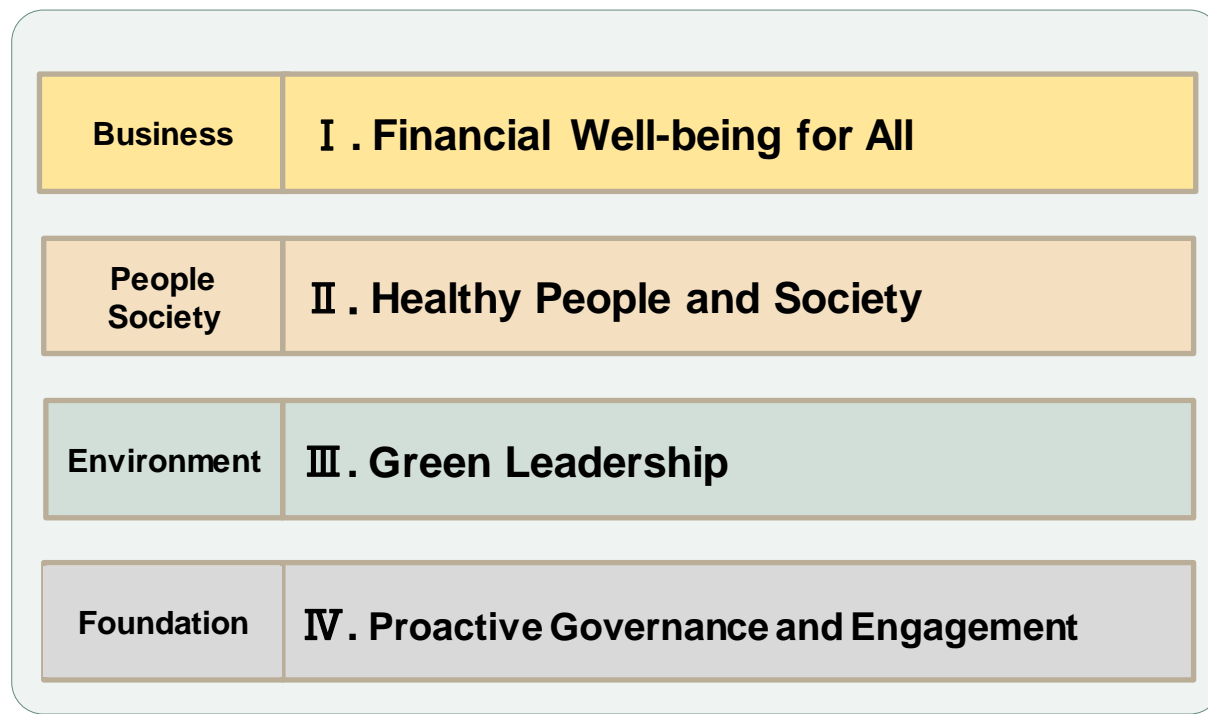 Business
Ⅰ. Financial Well-being for All
People
Society
Ⅱ. Healthy People and Society
Environment
Ⅲ. Green Leadership
Foundation
Ⅳ. Proactive Governance and Engagement